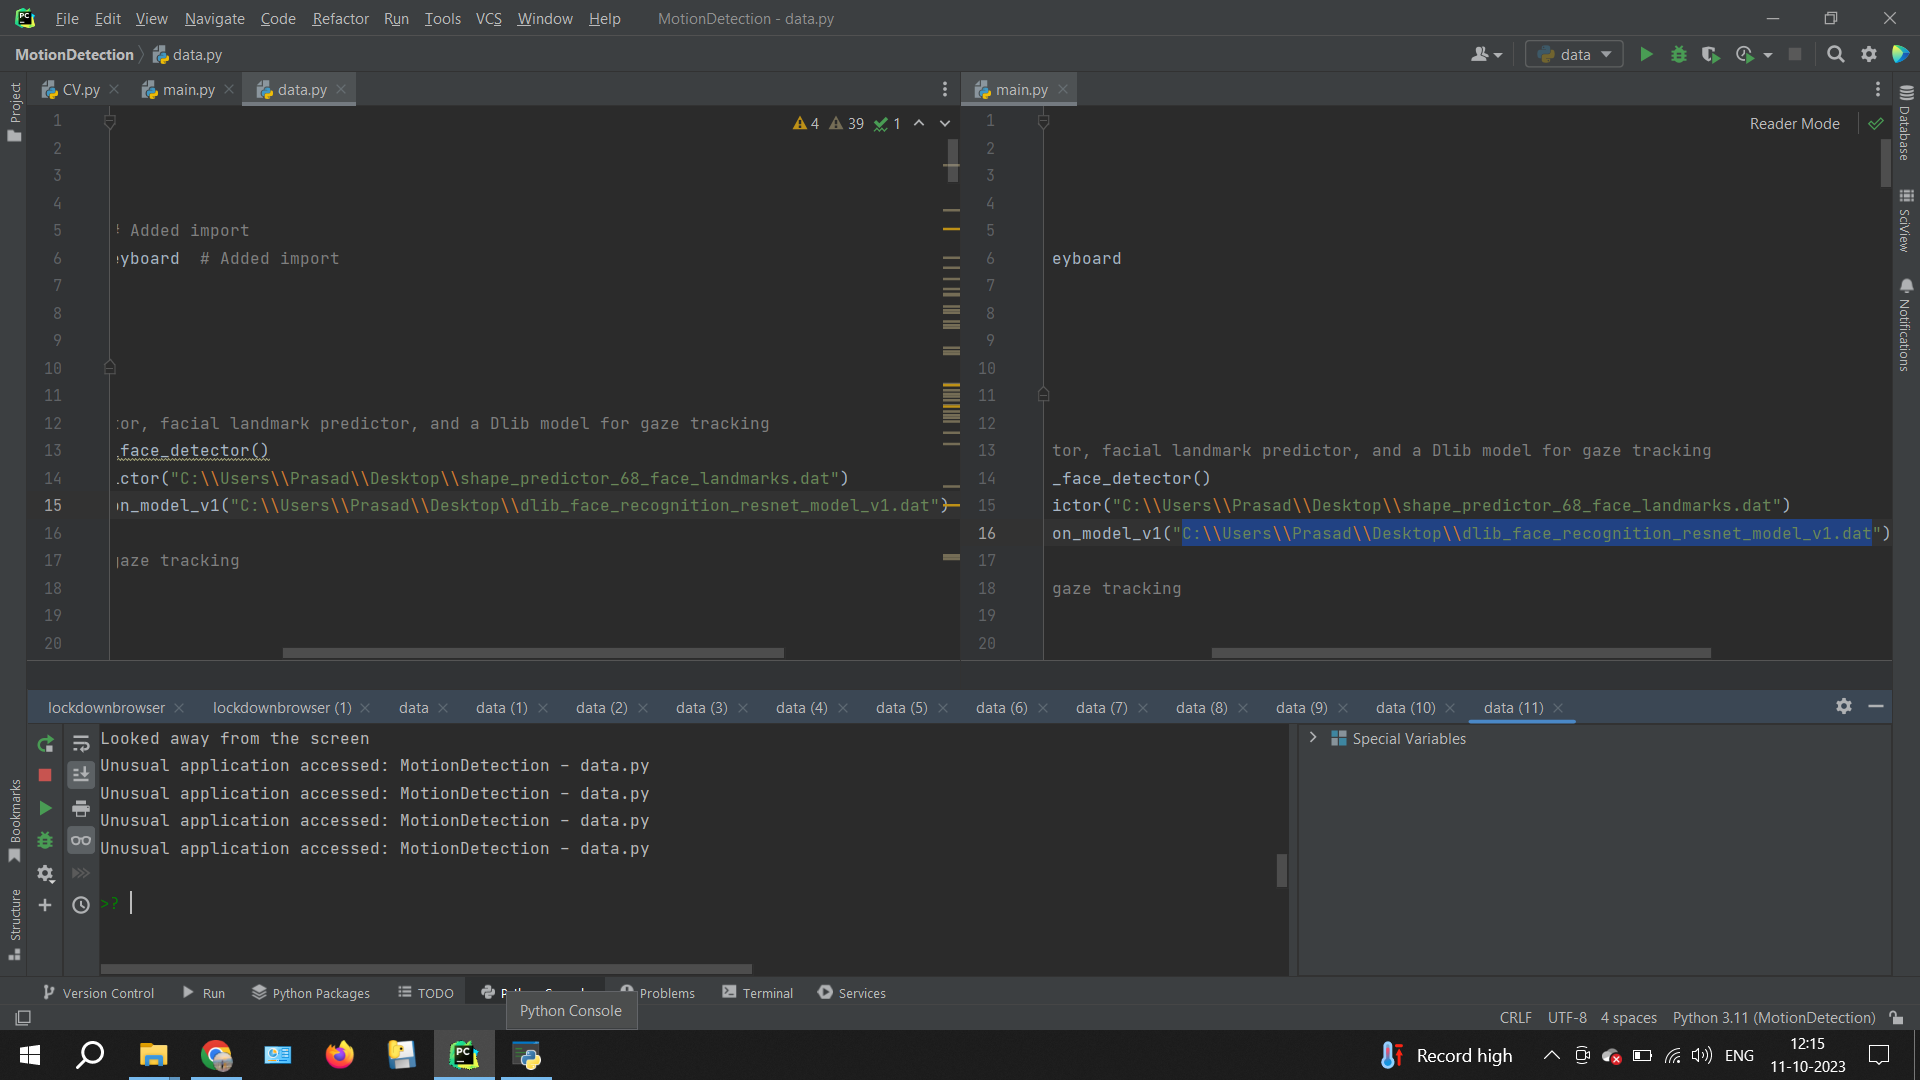 File Edit View Navigate Code Refactor Run Tools VCS Window Help MotionDetection - data.py
MotionDetection data.py data
CV.py main.py data.py main.py
Project
4 39 1
Reader Mode
1
2
3
4
5 # Added import
6 eyboard # Added import
7
8
9
10
11
12 tor, facial landmark predictor, and a Dlib model for gaze tracking
13 _face_detector()
14 ictor("C:\\Users\\Prasad\\Desktop\\shape_predictor_68_face_landmarks.dat")
15 on_model_v1("C:\\Users\\Prasad\\Desktop\\dlib_face_recognition_resnet_model_v1.dat")
16
17 gaze tracking
18
19
20
1
2
3
4
5
6 eyboard
7
8
9
10
11
12
13 tor, facial landmark predictor, and a Dlib model for gaze tracking
14 _face_detector()
15 ictor("C:\\Users\\Prasad\\Desktop\\shape_predictor_68_face_landmarks.dat")
16 on_model_v1("C:\\Users\\Prasad\\Desktop\\dlib_face_recognition_resnet_model_v1.dat")
17
18 gaze tracking
19
20
Database
SciView
Notifications
lockdownbrowser lockdownbrowser (1) data data (1) data (2) data (3) data (4) data (5) data (6) data (7) data (8) data (9) data (10) data (11)
Looked away from the screen
Unusual application accessed: MotionDetection - data.py
Unusual application accessed: MotionDetection - data.py
Unusual application accessed: MotionDetection - data.py
Unusual application accessed: MotionDetection - data.py
>?
Special Variables
Bookmarks
Structure
Version Control Run Python Packages TODO Problems Terminal Services
Python Console
CRLF UTF-8 4 spaces Python 3.11 (MotionDetection)
Record high ENG
12:15
11-10-2023